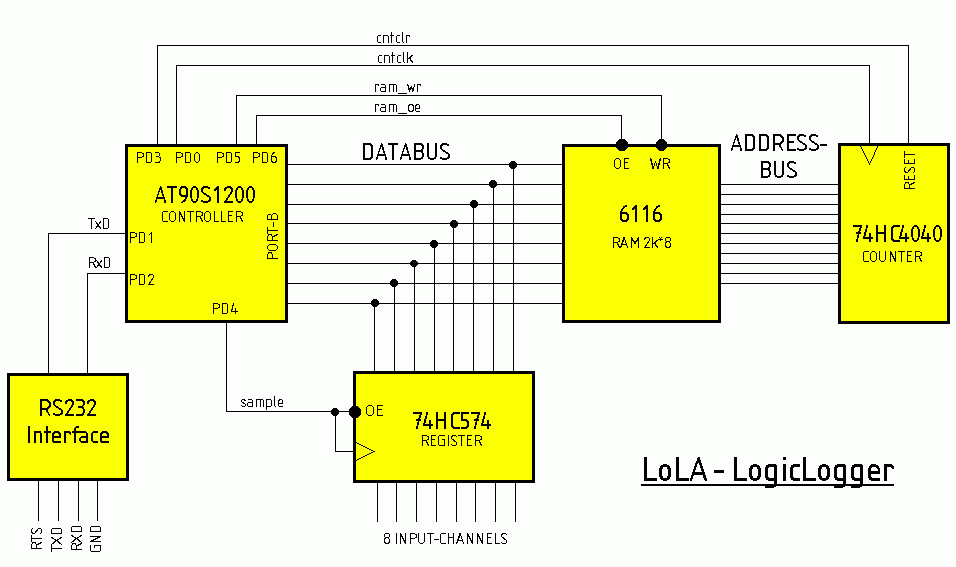 cntclr
cntclk
ram_wr
ram_oe
PD3 PD0 PD5 PD6
DATABUS
OE WR
ADDRESS-
BUS
RESET
AT90S1200
CONTROLLER
PORT-B
6116
RAM 2k*8
74HC4040
COUNTER
TxD
PD1
RxD
PD2
PD4
RS232
Interface
sample
OE
74HC574
REGISTER
LoLA - LogicLogger
RTS
TXD
RXD
GND
8 INPUT-CHANNELS